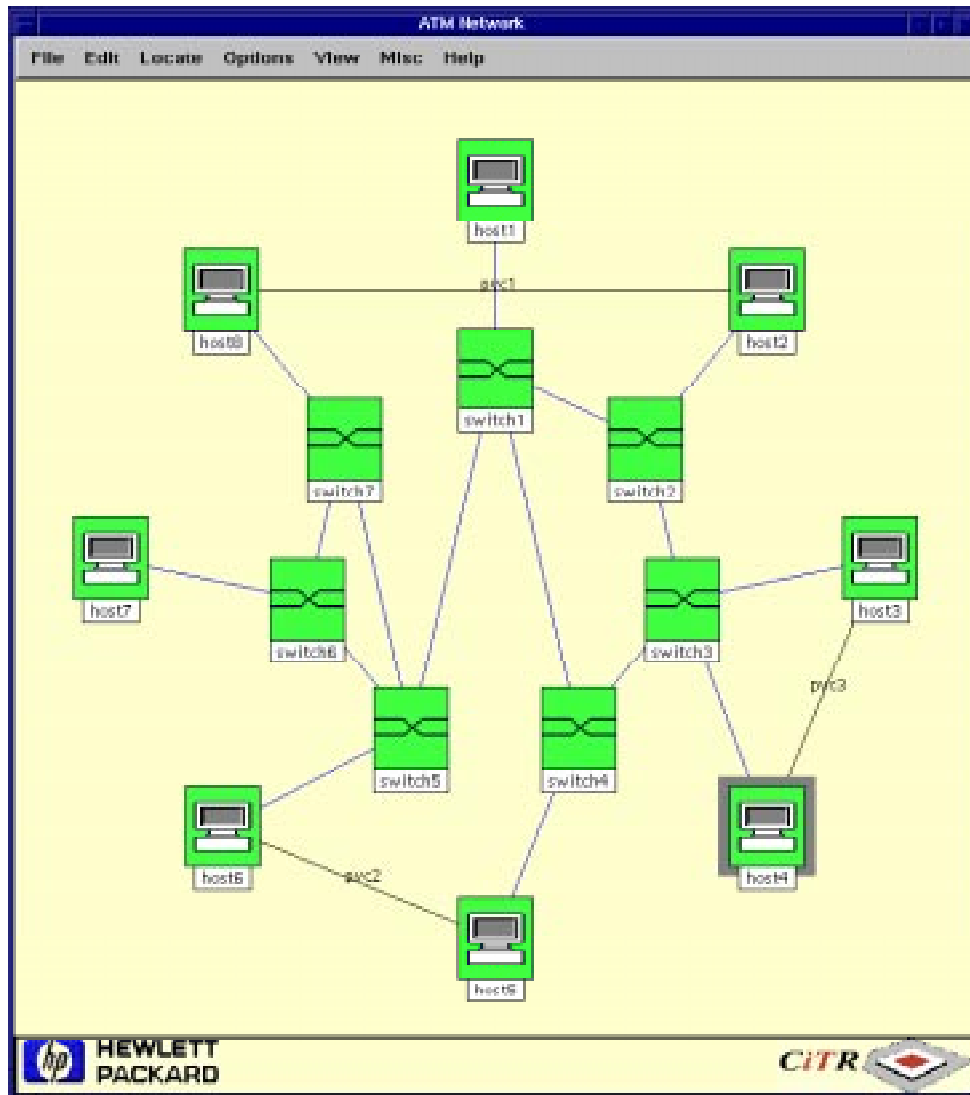 ATM Network
File Edit Locate Options View Misc Help
host1
pvc1
host8
host2
switch1
switch7
switch2
host7
host3
switch6
switch3
pvc3
switch5
switch4
host6
pvc2
host4
host5
hp HEWLETT
PACKARD
CiTR